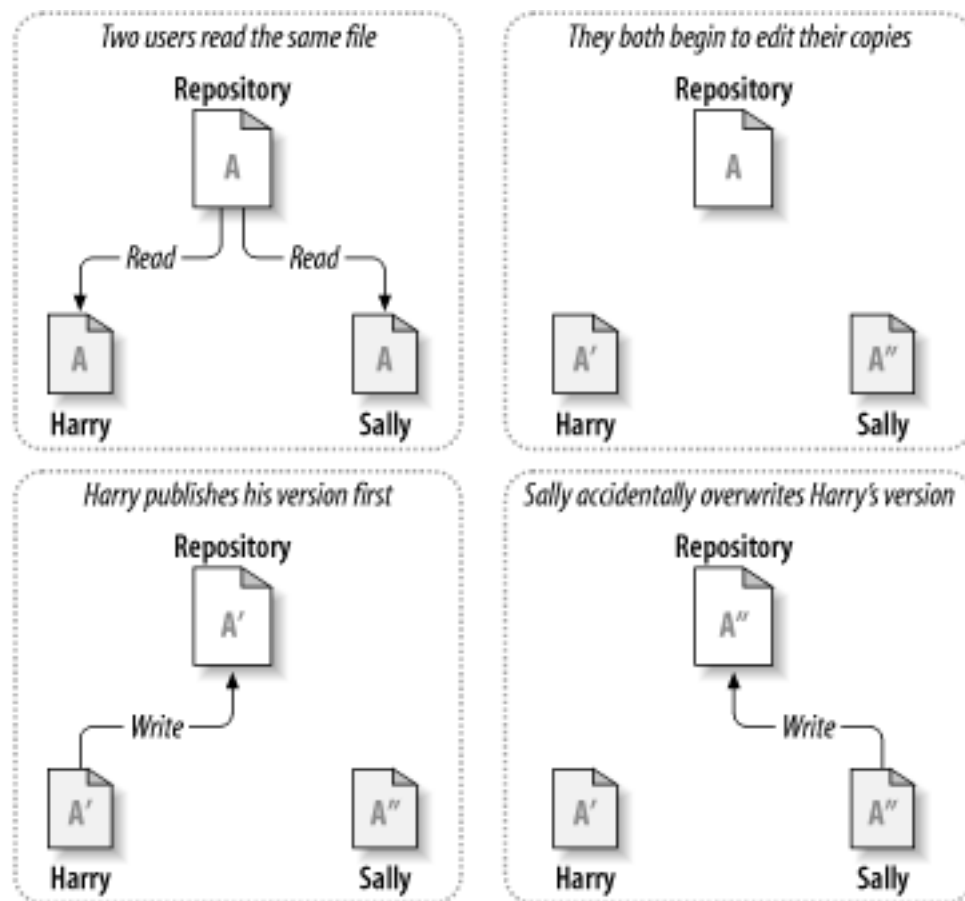 Two users read the same file
Repository
A
Read
Read
A
A
Harry
Sally
They both begin to edit their copies
Repository
A
A'
A"
Harry
Sally
Harry publishes his version first
Repository
A'
Write
A'
A"
Harry
Sally
Sally accidentally overwrites Harry's version
Repository
A"
Write
A'
A"
Harry
Sally